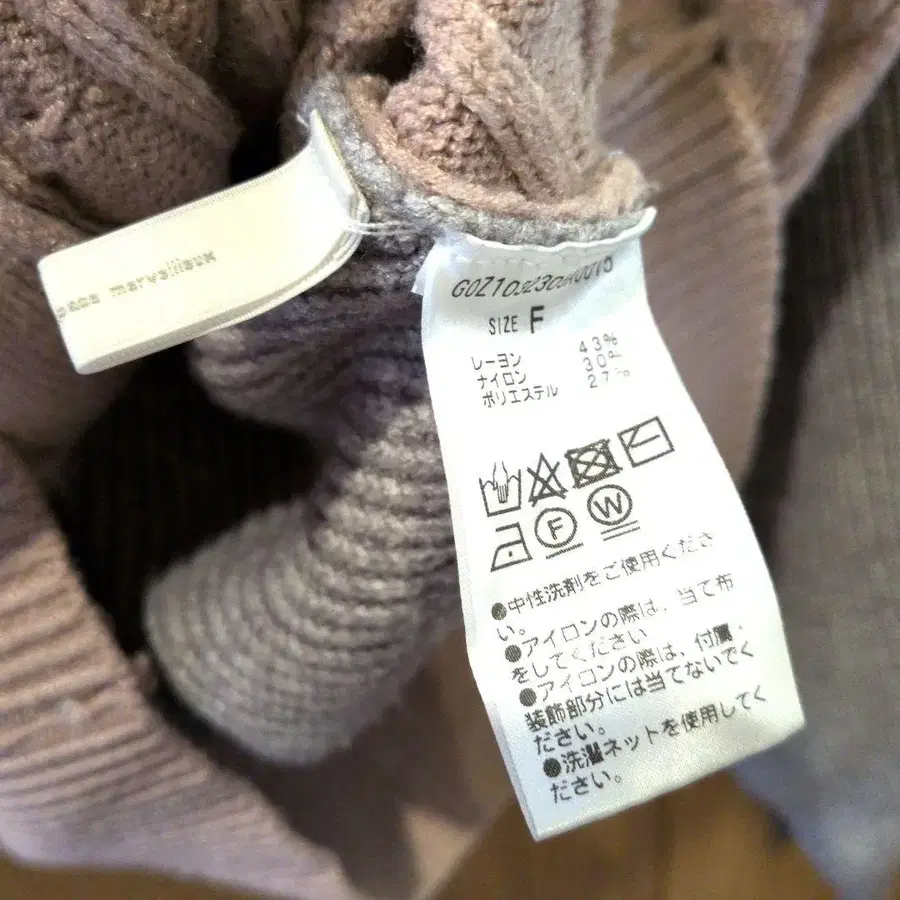 SIZE F
レーヨン 43%
ナイロン 30%
ポリエステル 27%
F W
●中性洗剤をご使用くださ
い。
●アイロンの際は、当て布
をしてください
●アイロンの際は、付属・
装飾部分には当てないでく
ださい。
●洗濯ネットを使用してく
ださい。